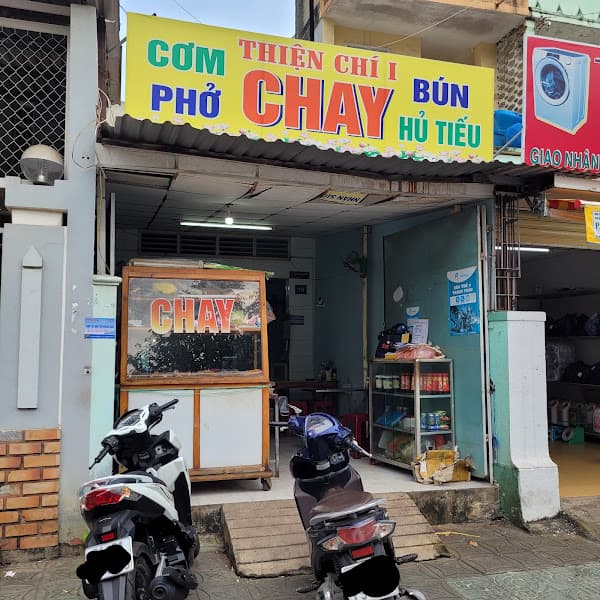 THIỆN CHÍ I
CƠM
PHỞ
CHAY
BÚN
HỦ TIẾU
GIAO NHẬN
CHAY